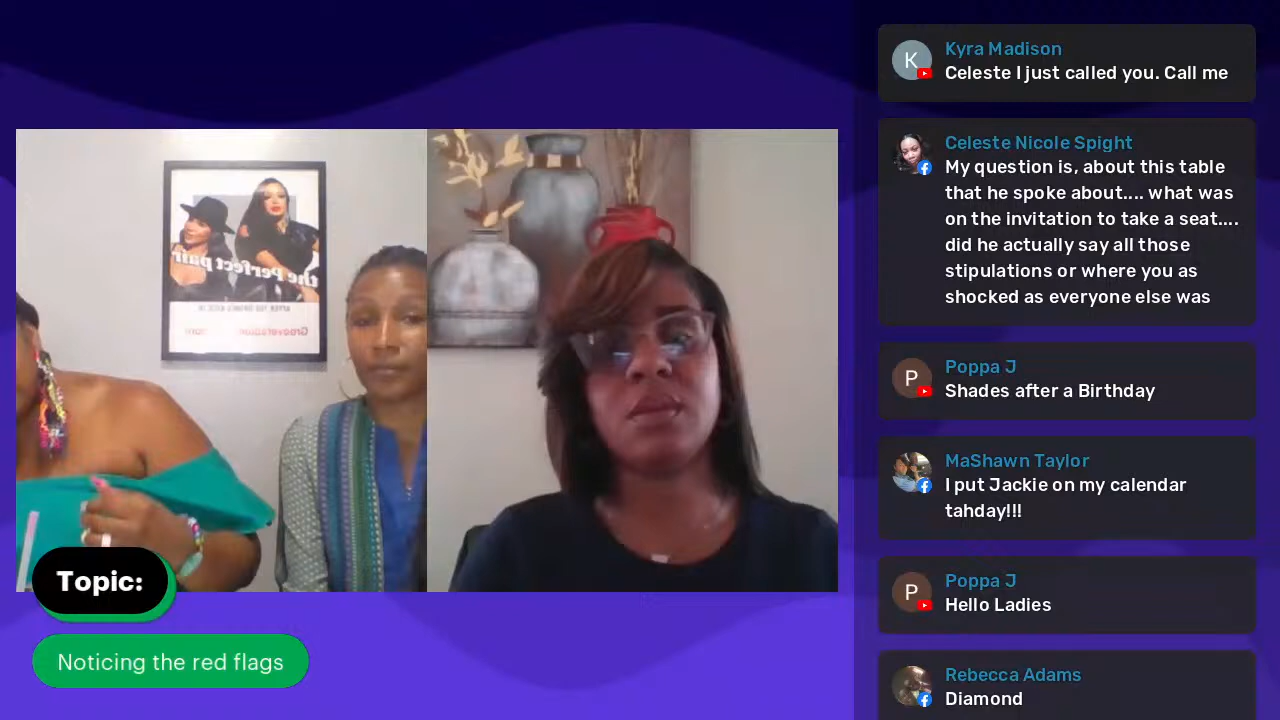 the Perfect pair
Topic:
Noticing the red flags
K
Kyra Madison
Celeste I just called you. Call me
Celeste Nicole Spight
My question is, about this table
that he spoke about.... what was
on the invitation to take a seat....
did he actually say all those
stipulations or where you as
shocked as everyone else was
P
Poppa J
Shades after a Birthday
MaShawn Taylor
I put Jackie on my calendar
tahday!!!
P
Poppa J
Hello Ladies
Rebecca Adams
Diamond